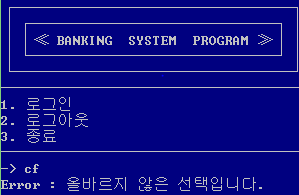 ≪ BANKING SYSTEM PROGRAM ≫
1. 로그인
2. 로그아웃
3. 종료
-> cf
Error : 올바르지 않은 선택입니다.